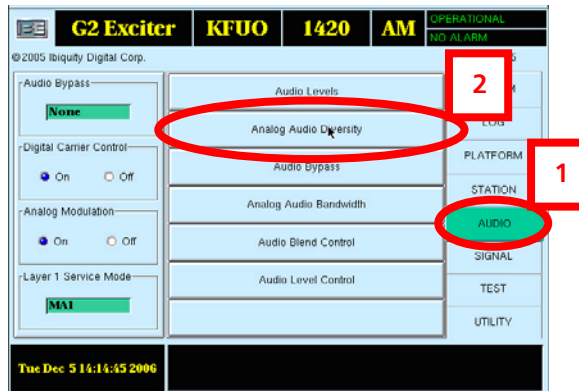 G2 Exciter
KFUO
1420
AM
OPERATIONAL
NO ALARM
©2005 Ibiquity Digital Corp.
Audio Bypass
None
Digital Carrier Control
On
Off
Analog Modulation
On
Off
Layer 1 Service Mode
MA1
Audio Levels
Analog Audio Diversity
Audio Bypass
Analog Audio Bandwidth
Audio Blend Control
Audio Level Control
2
1
LOG
PLATFORM
STATION
AUDIO
SIGNAL
TEST
UTILITY
Tue Dec 5 14:14:45 2006